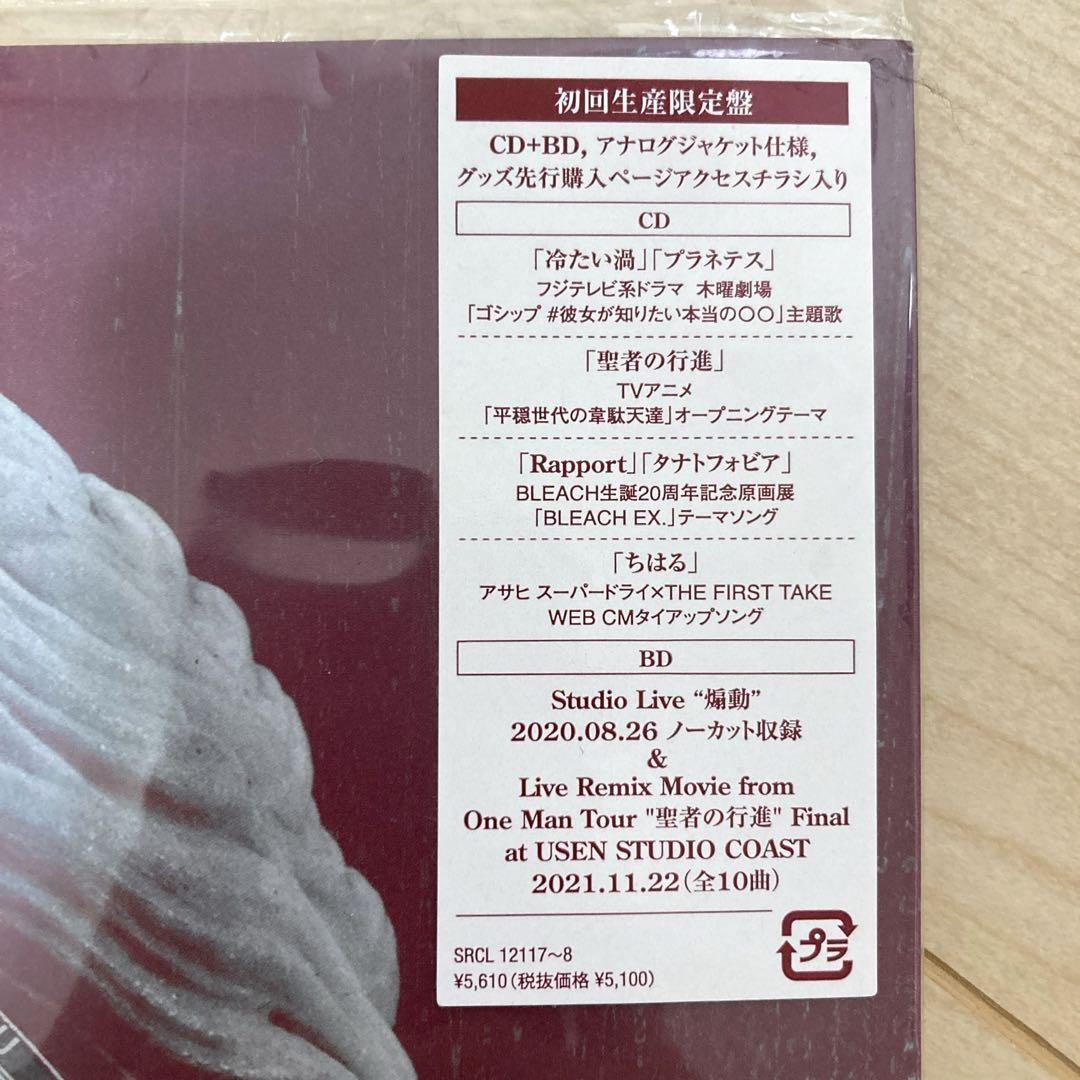 初回生産限定盤
CD+BD, アナログジャケット仕様,
グッズ先行購入ページアクセスチラシ入り
CD
「冷たい渦」「プラネテス」
フジテレビ系ドラマ 木曜劇場
「ゴシップ #彼女が知りたい本当の〇〇」主題歌
「聖者の行進」
TVアニメ
「平穏世代の韋駄天達」オープニングテーマ
「Rapport」「タナトフォビア」
BLEACH生誕20周年記念原画展
「BLEACH EX.」テーマソング
「ちはる」
アサヒ スーパードライ×THE FIRST TAKE
WEB CMタイアップソング
BD
Studio Live “煽動”
2020.08.26 ノーカット収録
&
Live Remix Movie from
One Man Tour "聖者の行進" Final
at USEN STUDIO COAST
2021.11.22(全10曲)
プラ
SRCL 12117~8
¥5,610(税抜価格 ¥5,100)